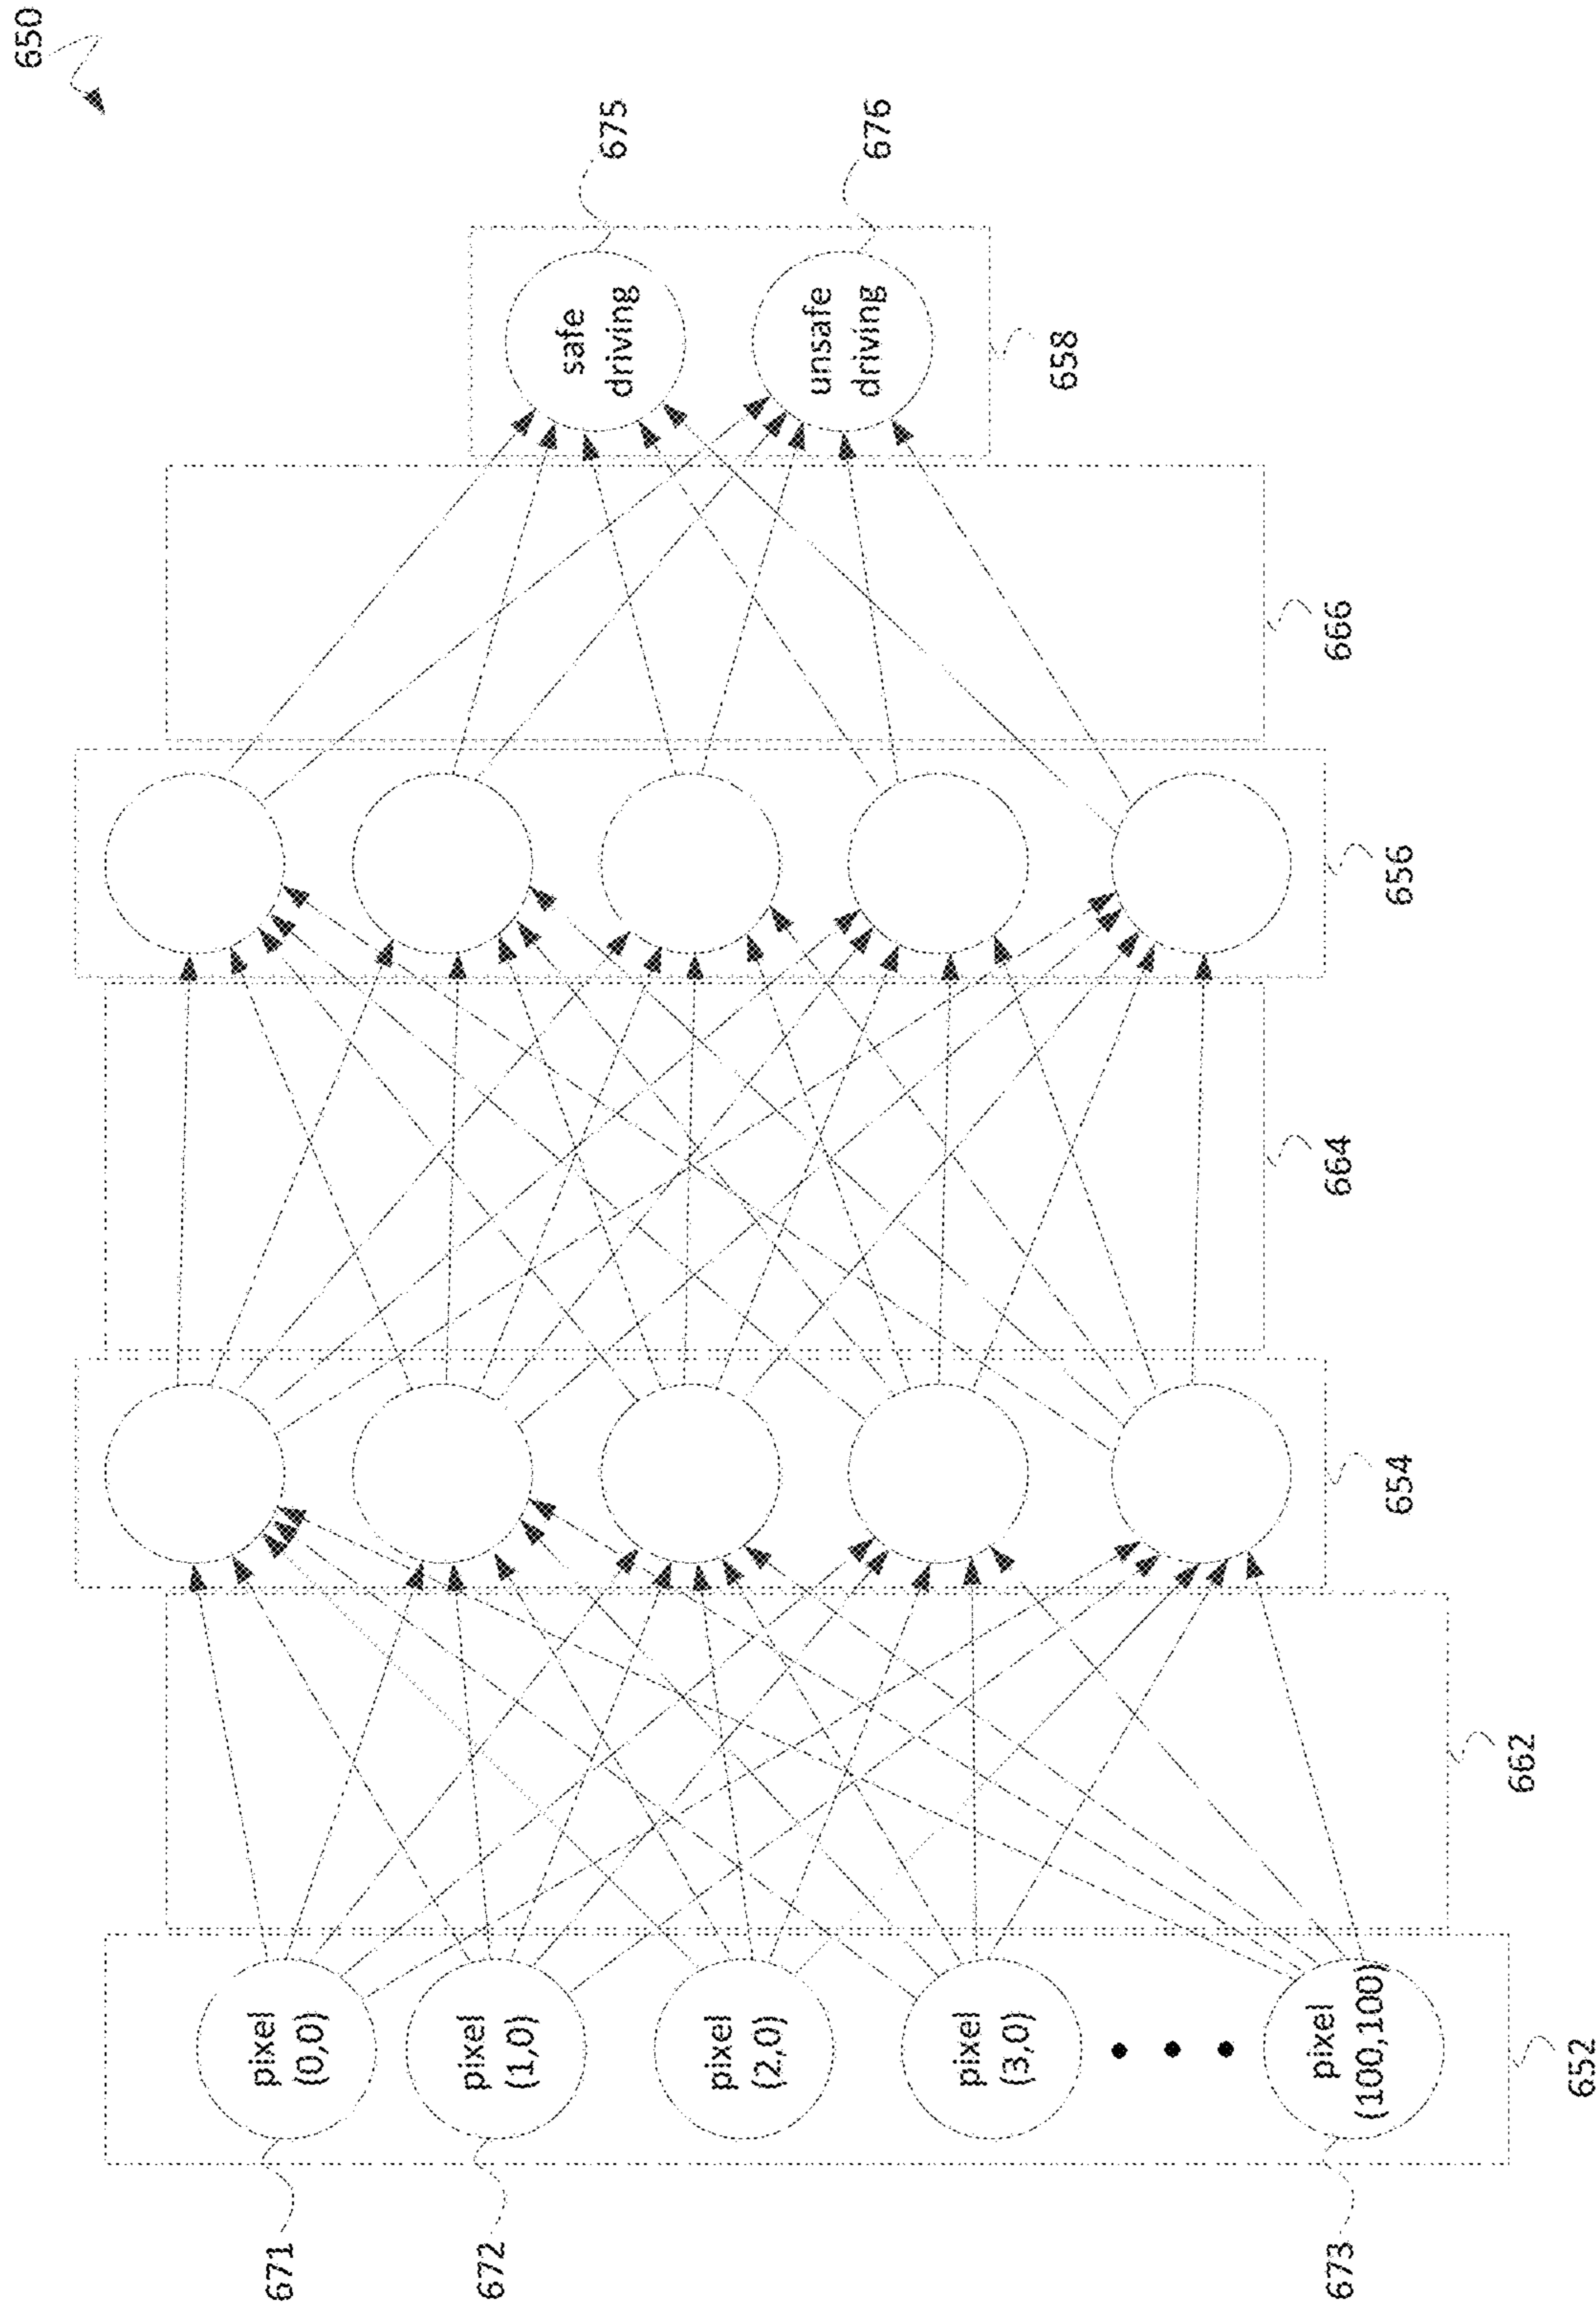 650
671
672
673
pixel
(0,0)
pixel
(1,0)
pixel
(2,0)
pixel
(3,0)
pixel
(100,100)
652
662
654
664
656
666
safe
driving
unsafe
driving
675
676
658